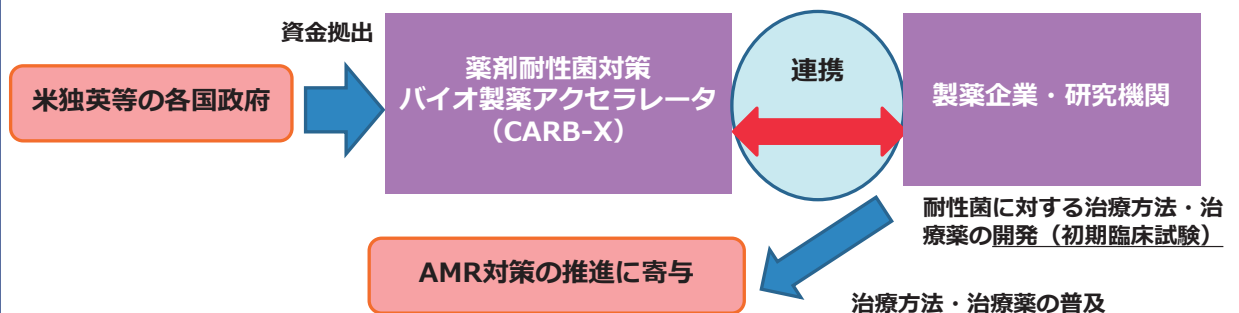 資金拠出
米独英等の各国政府
薬剤耐性菌対策
バイオ製薬アクセラレータ
（CARB-X）
連携
製薬企業・研究機関
耐性菌に対する治療方法・治
療薬の開発（初期臨床試験）
AMR対策の推進に寄与
治療方法・治療薬の普及